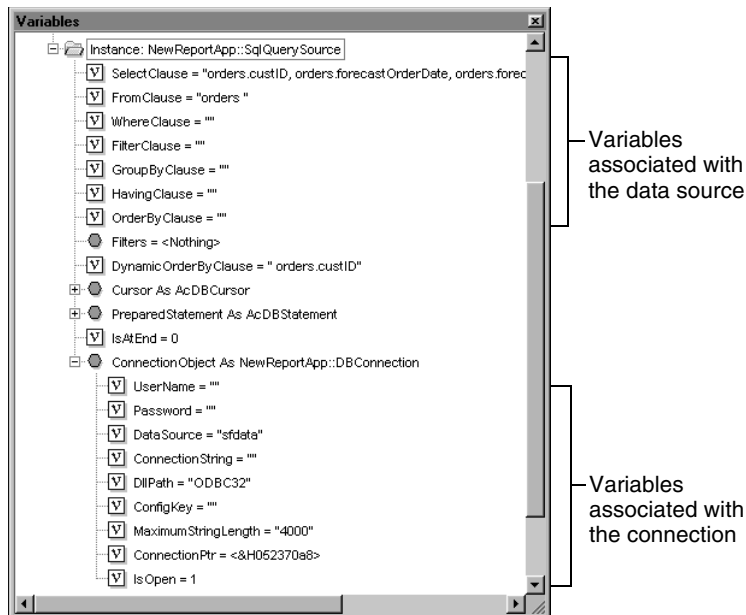 Variables
Instance: NewReportApp::SqlQuerySource
SelectClause = "orders.custID, orders.forecastOrderDate, orders.forec
FromClause = "orders "
WhereClause = ""
FilterClause = ""
GroupByClause = ""
HavingClause = ""
OrderByClause = ""
Filters = <Nothing>
DynamicOrderByClause = " orders.custID"
Cursor As AcDBCursor
PreparedStatement As AcDBStatement
IsAtEnd = 0
ConnectionObject As NewReportApp::DBConnection
UserName = ""
Password = ""
DataSource = "sfdata"
ConnectionString = ""
DllPath = "ODBC32"
ConfigKey = ""
MaximumStringLength = "4000"
ConnectionPtr = <&H052370a8>
IsOpen = 1
Variables
associated with
the data source
Variables
associated with
the connection